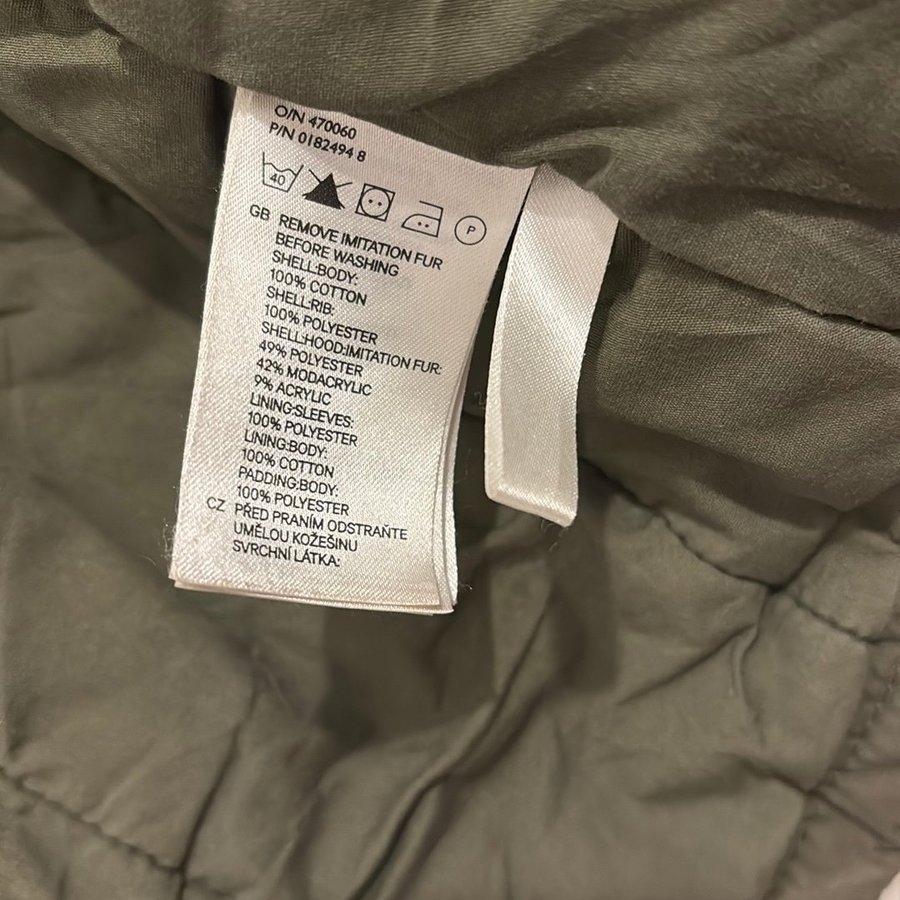 O/N 470060
P/N 0182494 8
40
P
GB REMOVE IMITATION FUR
BEFORE WASHING
SHELL:BODY:
100% COTTON
SHELL:RIB:
100% POLYESTER
SHELL:HOOD:IMITATION FUR:
49% POLYESTER
42% MODACRYLIC
9% ACRYLIC
LINING:SLEEVES:
100% POLYESTER
LINING:BODY:
100% COTTON
PADDING:BODY:
100% POLYESTER
CZ PŘED PRANÍM ODSTRAŇTE
UMĚLOU KOŽEŠINU
SVRCHNÍ LÁTKA: